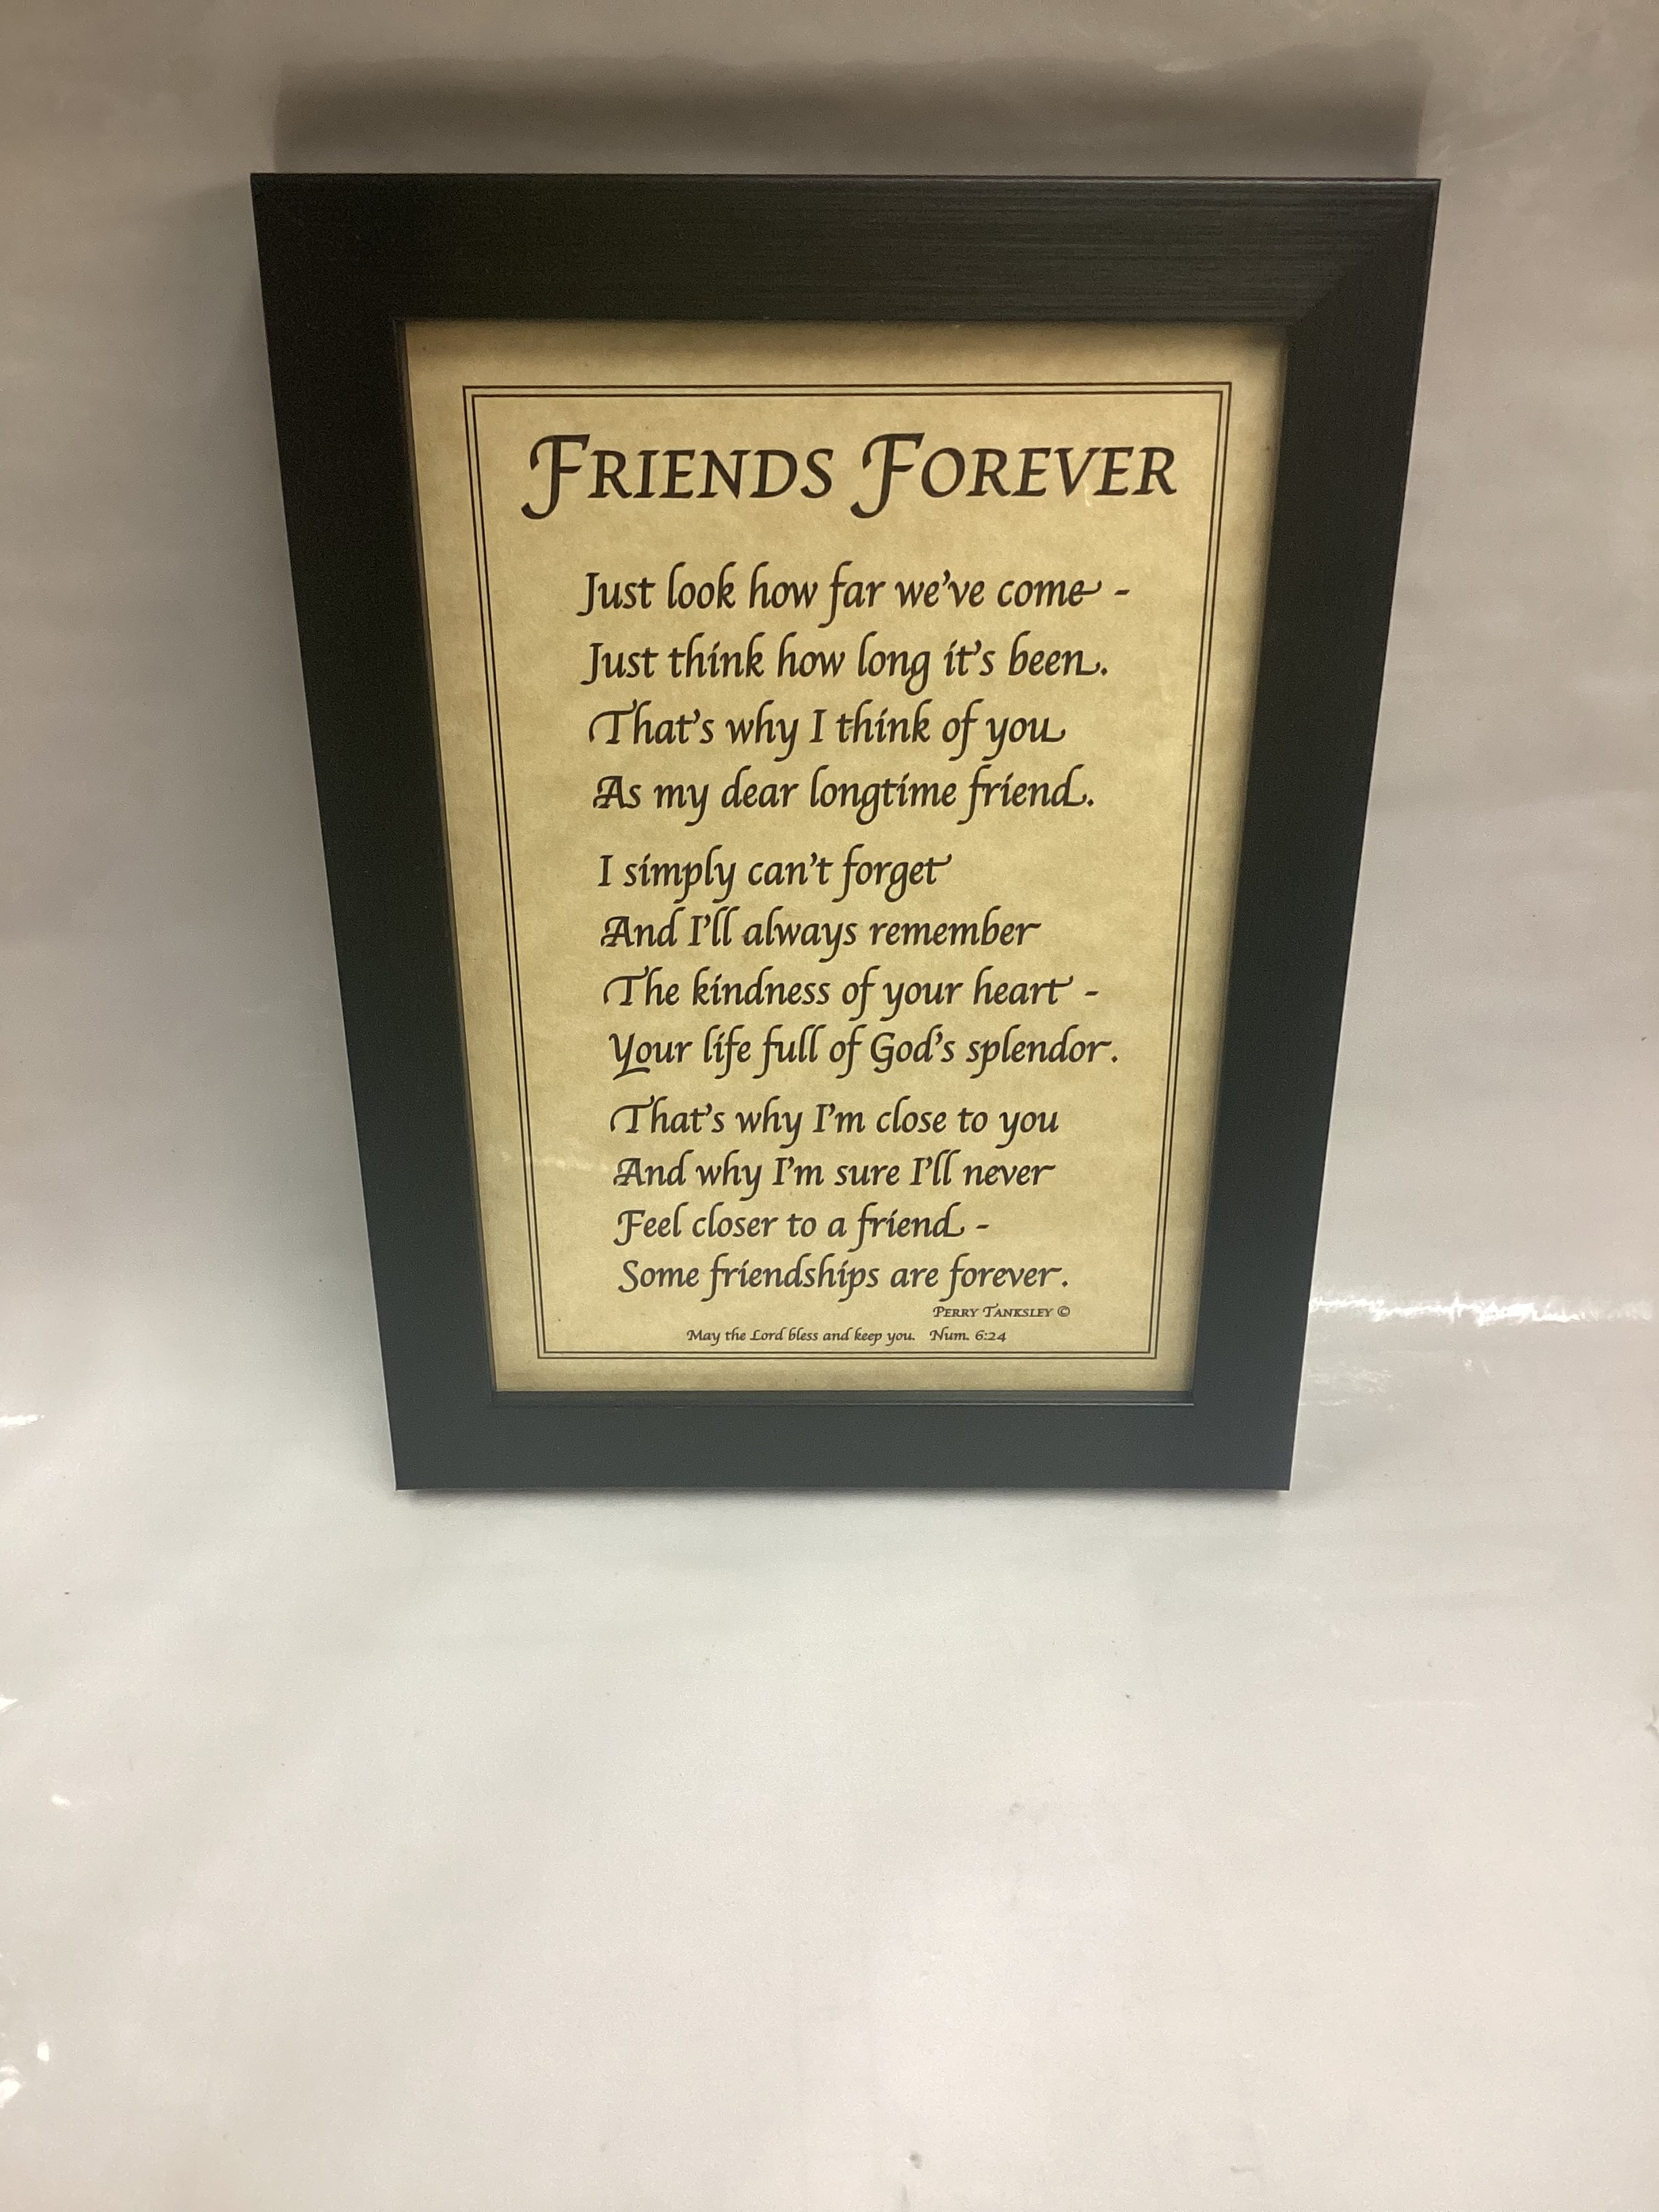 FRIENDS FOREVER
Just look how far we've come -
Just think how long it's been.
That's why I think of you
As my dear longtime friend.
I simply can't forget
And I'll always remember
The kindness of your heart -
Your life full of God's splendor.
That's why I'm close to you
And why I'm sure I'll never
Feel closer to a friend -
Some friendships are forever.
PERRY TANKSLEY ©
May the Lord bless and keep you. Num. 6:24